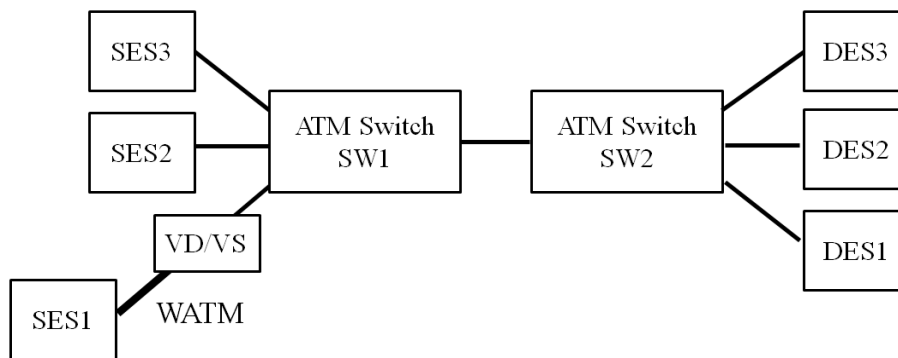 SES3
DES3
ATM Switch
SW1
ATM Switch
SW2
SES2
DES2
VD/VS
DES1
SES1
WATM